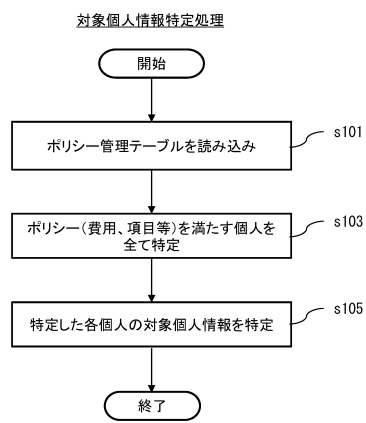 対象個人情報特定処理
開始
ポリシー管理テーブルを読み込み
s101
ポリシー(費用、項目等)を満たす個人を
全て特定
s103
特定した各個人の対象個人情報を特定
s105
終了